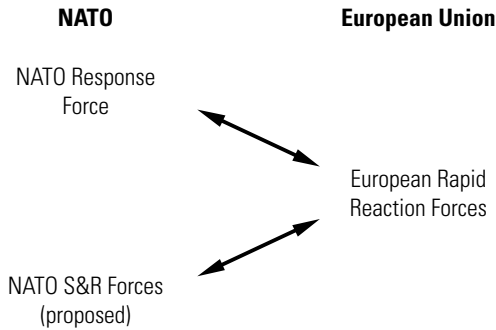 NATO
European Union
NATO Response
Force
European Rapid
Reaction Forces
NATO S&R Forces
(proposed)